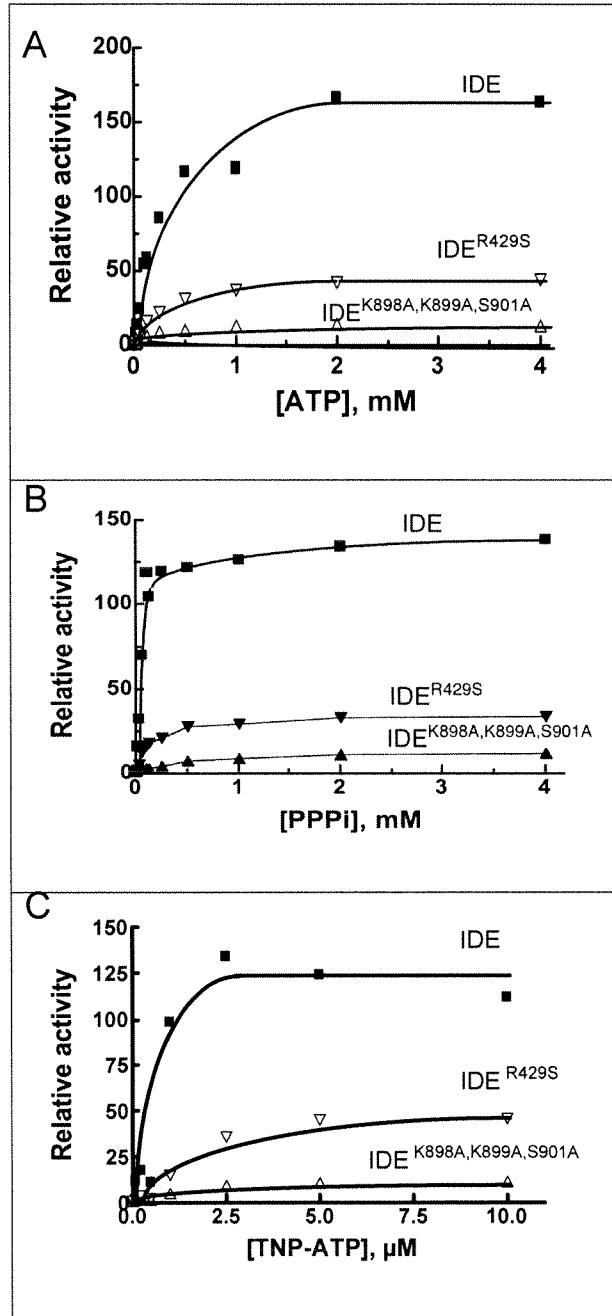 A
Relative activity
200
150
100
50
0
IDE
IDE^R429S
IDE^K898A,K899A,S901A
0 1 2 3 4
[ATP], mM
B
Relative activity
150
100
50
0
IDE
IDE^R429S
IDE^K898A,K899A,S901A
0 1 2 3 4
[PPPi], mM
C
Relative activity
150
125
100
75
50
25
0
IDE
IDE^R429S
IDE^K898A,K899A,S901A
0.0 2.5 5.0 7.5 10.0
[TNP-ATP], µM